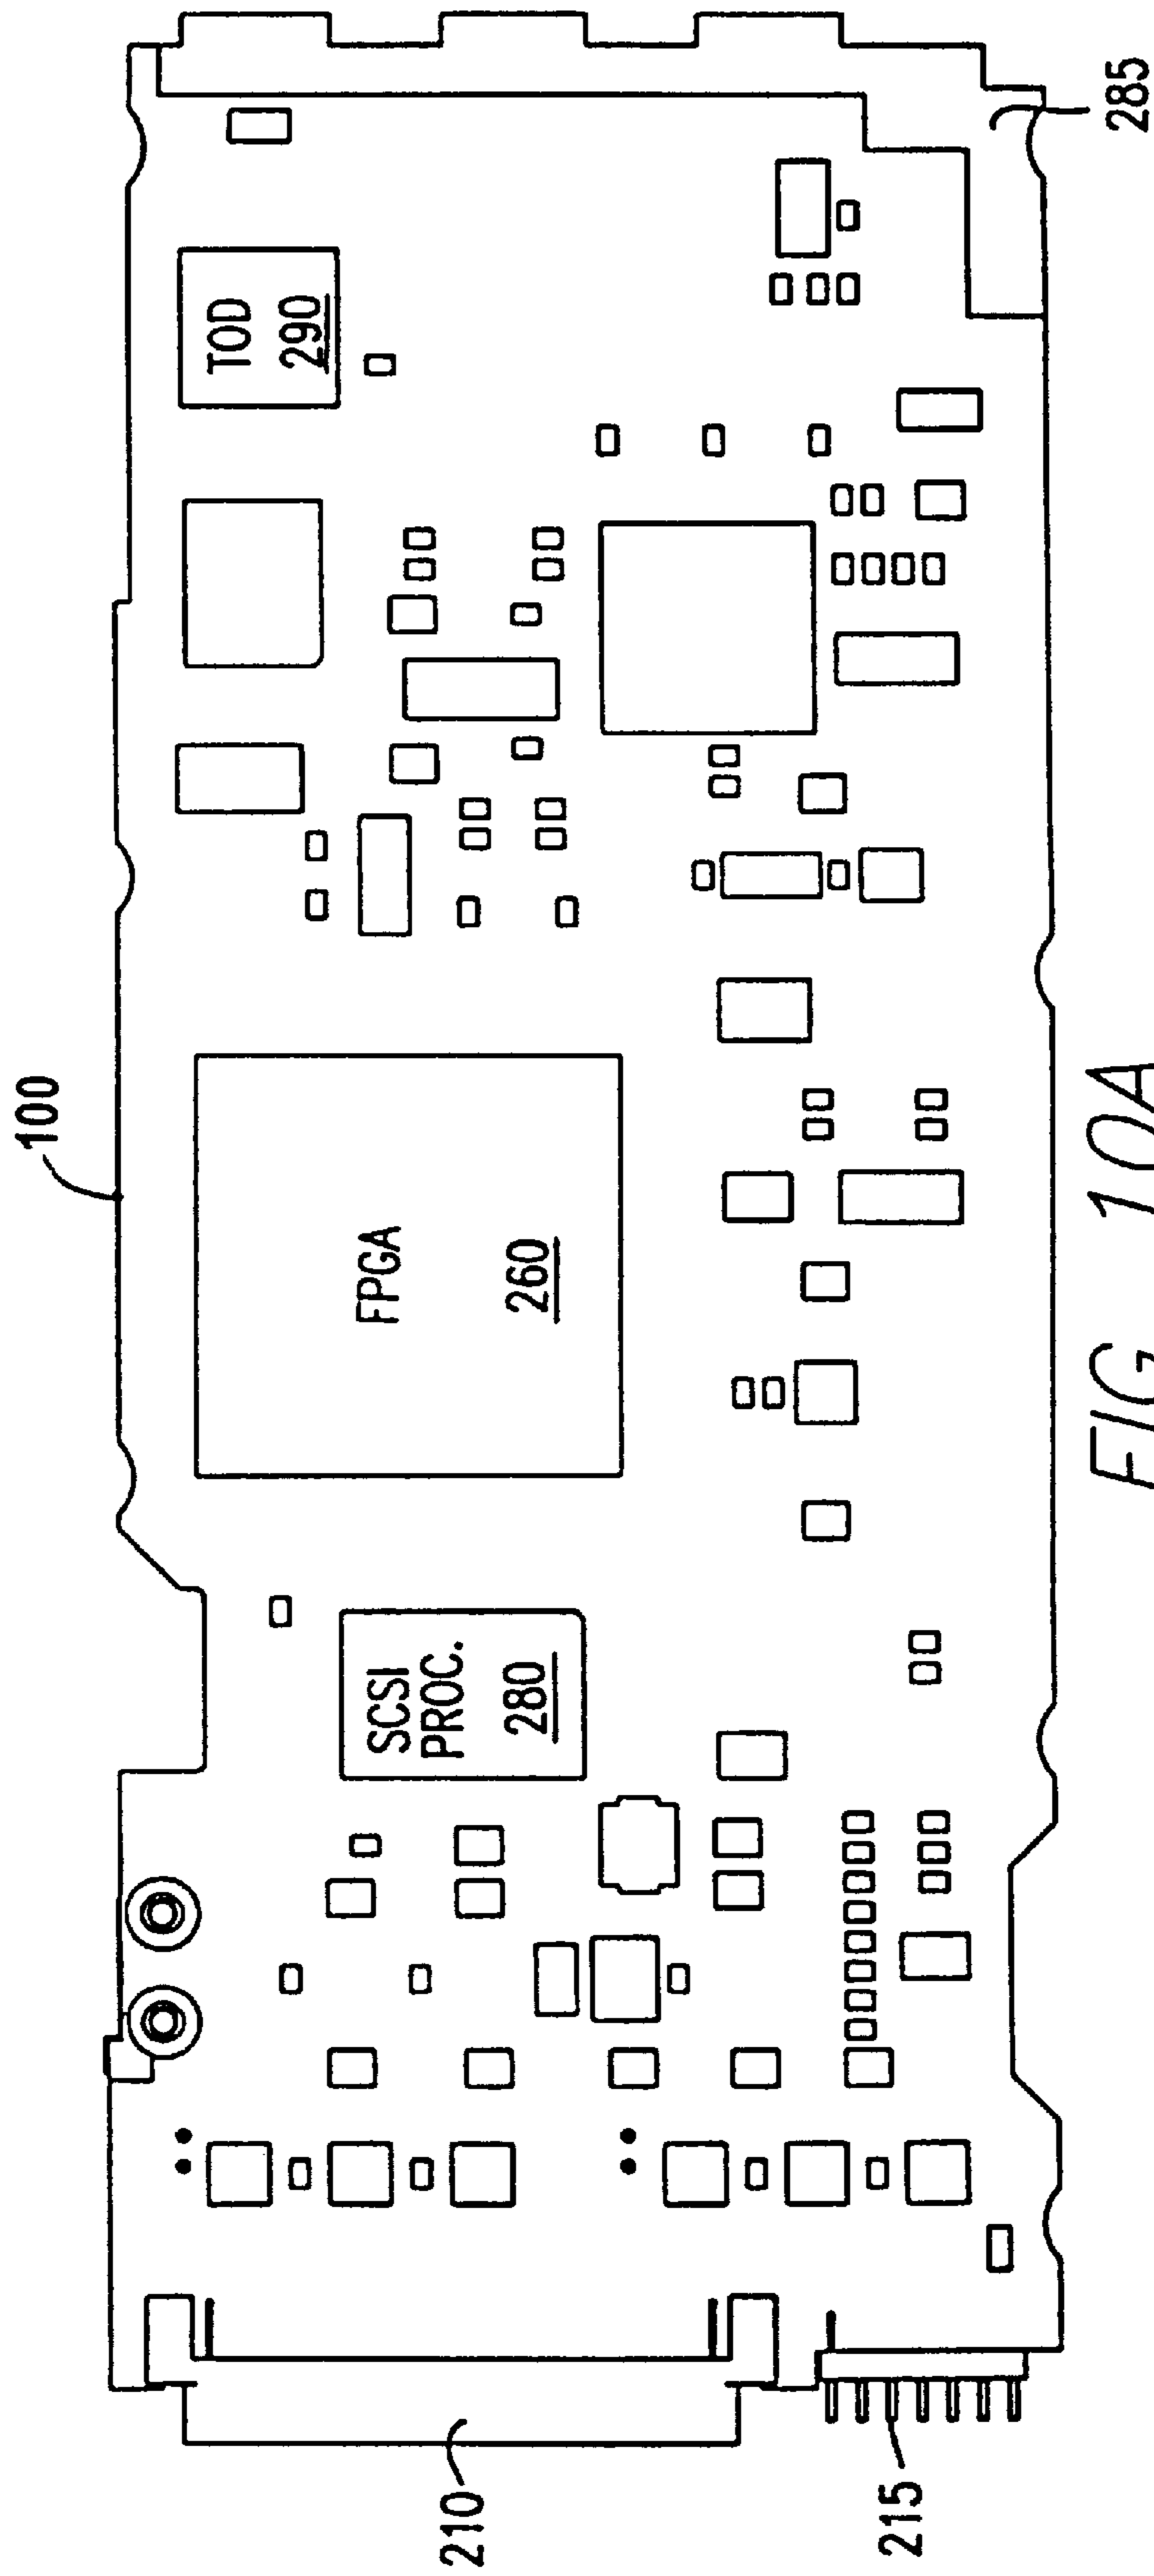 100
TOD
290
FPGA
260
SCSI
PROC.
280
210
215
285
FIG. 10A